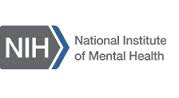 NIH
National Institute
of Mental Health